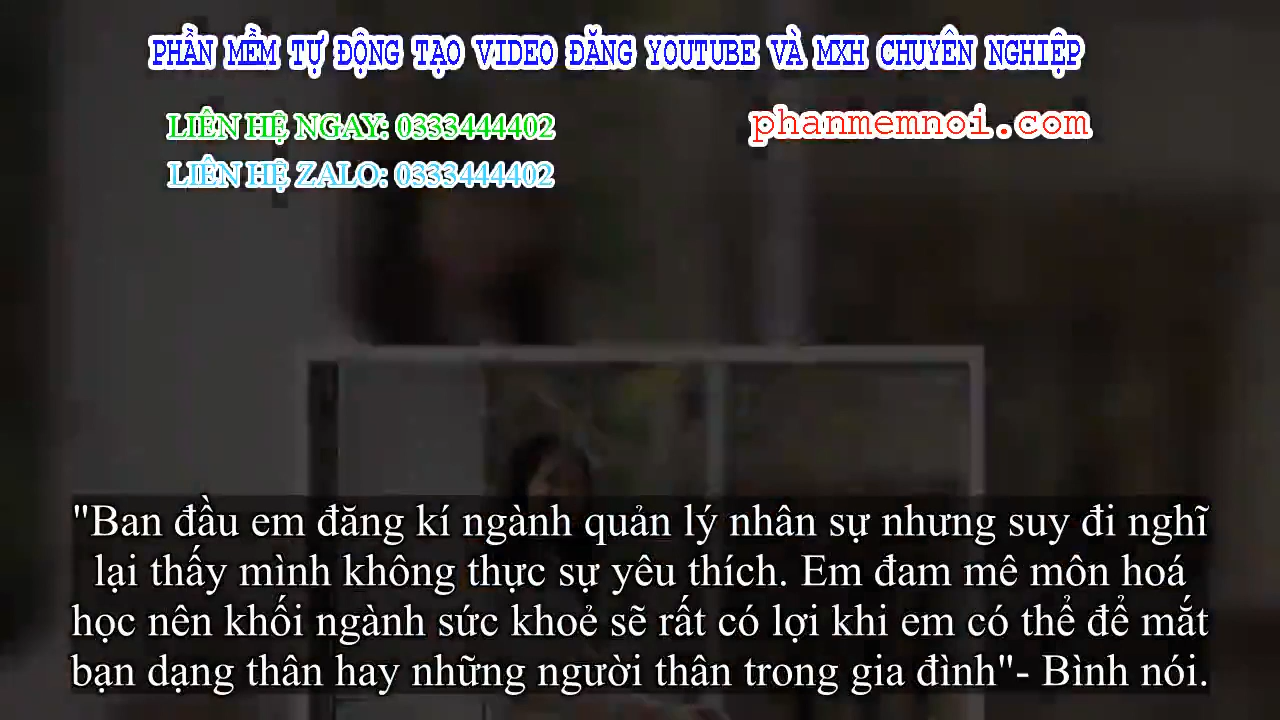 PHẦN MỀM TỰ ĐỘNG TẠO VIDEO ĐĂNG YOUTUBE VÀ MXH CHUYÊN NGHIỆP
LIÊN HỆ NGAY: 0333444402
phanmemnoi.com
LIÊN HỆ ZALO: 0333444402
"Ban đầu em đăng kí ngành quản lý nhân sự nhưng suy đi nghĩ
lại thấy mình không thực sự yêu thích. Em đam mê môn hoá
học nên khối ngành sức khoẻ sẽ rất có lợi khi em có thể để mắt
bạn dạng thân hay những người thân trong gia đình"- Bình nói.